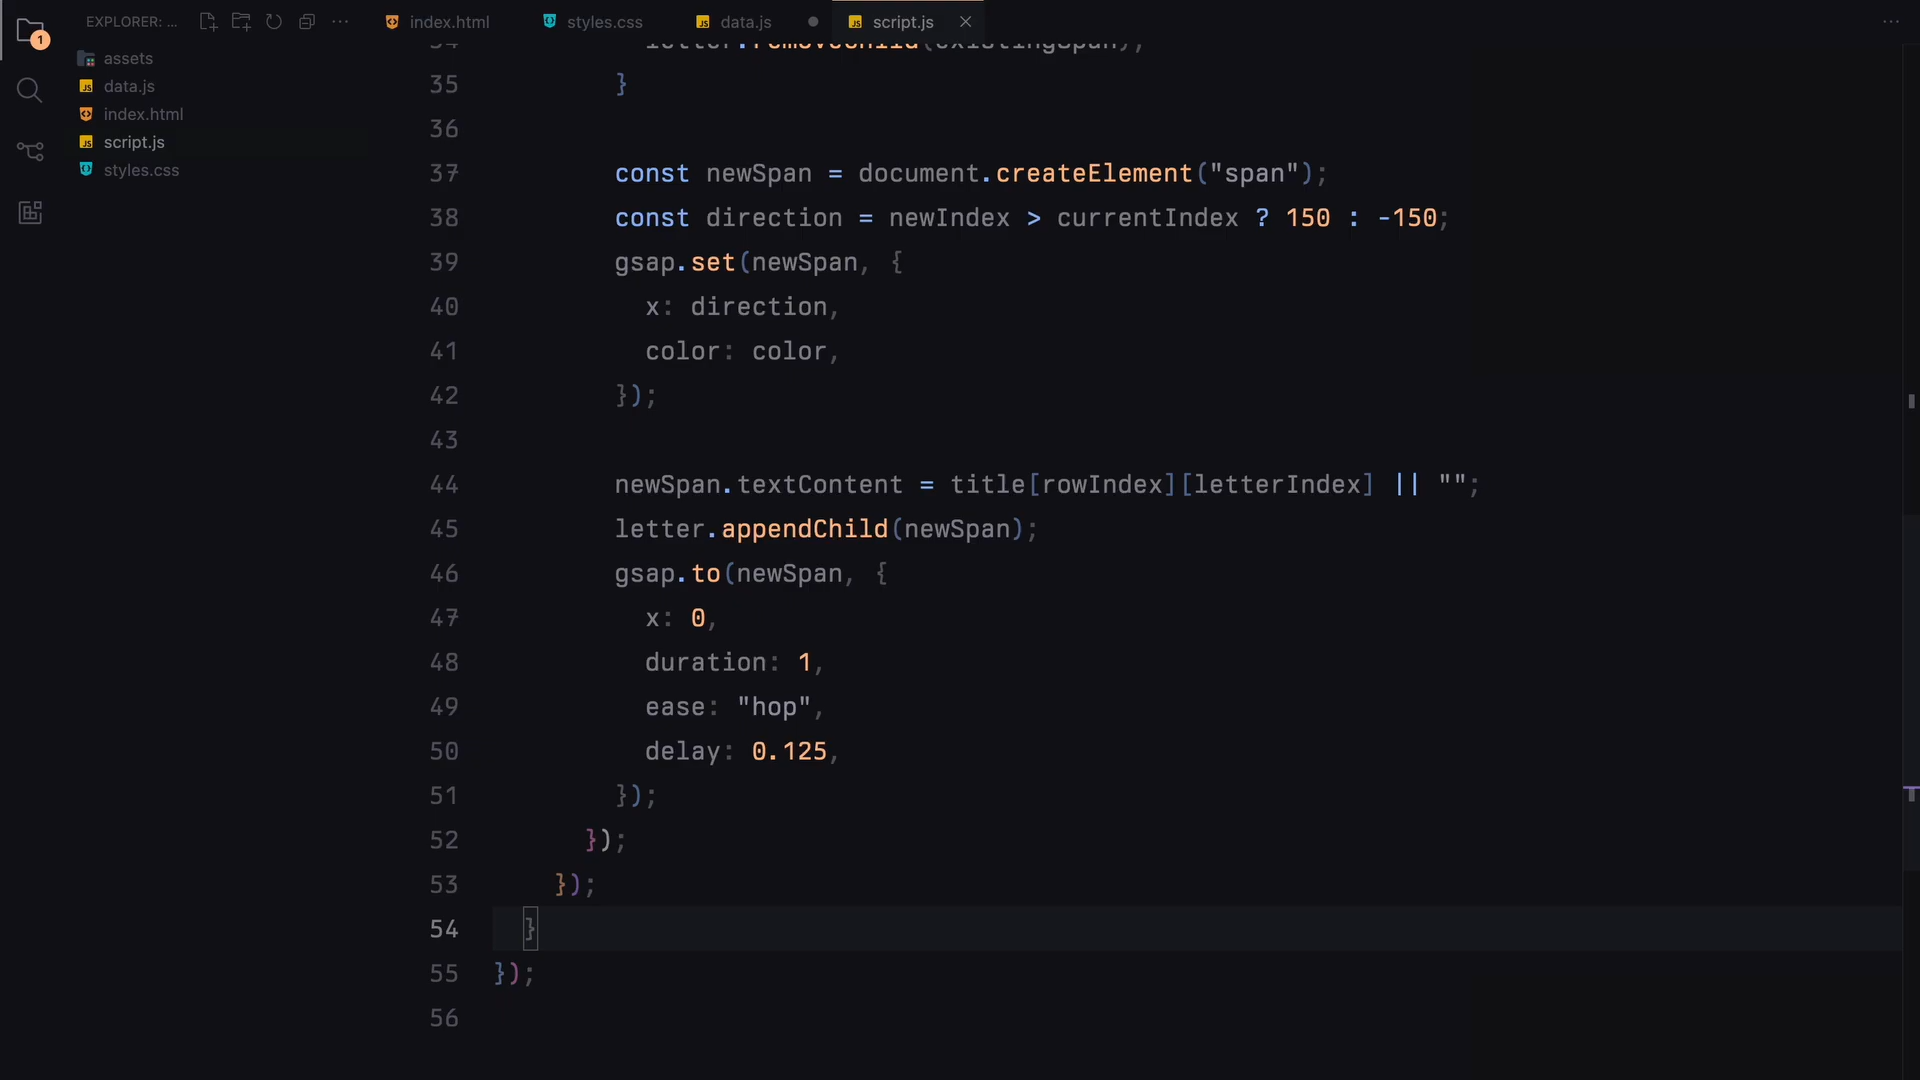 EXPLORER: ...
index.html
styles.css
data.js
script.js
1
assets
data.js
index.html
script.js
styles.css
34 letter.removeChild(existingSpan);
35 }
36
37 const newSpan = document.createElement("span");
38 const direction = newIndex > currentIndex ? 150 : -150;
39 gsap.set(newSpan, {
40 x: direction,
41 color: color,
42 });
43
44 newSpan.textContent = title[rowIndex][letterIndex] || "";
45 letter.appendChild(newSpan);
46 gsap.to(newSpan, {
47 x: 0,
48 duration: 1,
49 ease: "hop",
50 delay: 0.125,
51 });
52 });
53 });
54 }
55 });
56